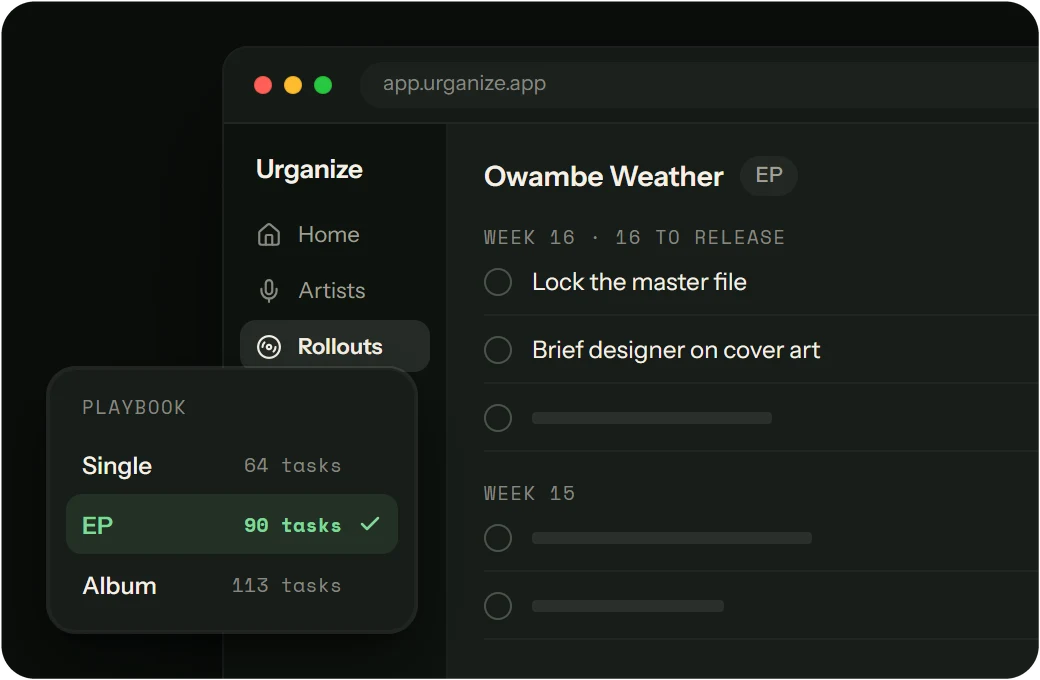 app.urganize.app
Urganize
Home
Artists
Rollouts
Owambe Weather EP
WEEK 16 · 16 TO RELEASE
Lock the master file
Brief designer on cover art
WEEK 15
PLAYBOOK
Single 64 tasks
EP 90 tasks
Album 113 tasks